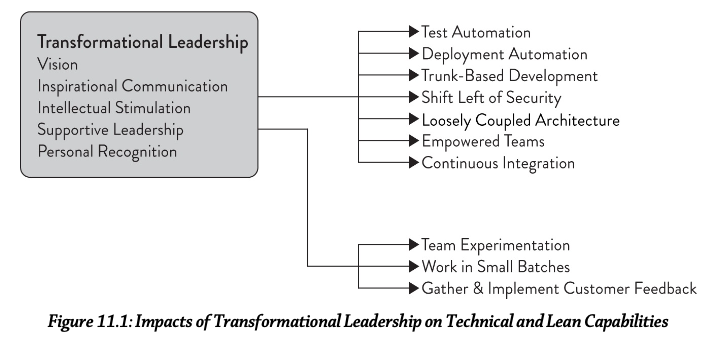 Transformational Leadership
Vision
Inspirational Communication
Intellectual Stimulation
Supportive Leadership
Personal Recognition
Test Automation
Deployment Automation
Trunk-Based Development
Shift Left of Security
Loosely Coupled Architecture
Empowered Teams
Continuous Integration
Team Experimentation
Work in Small Batches
Gather & Implement Customer Feedback
Figure 11.1: Impacts of Transformational Leadership on Technical and Lean Capabilities